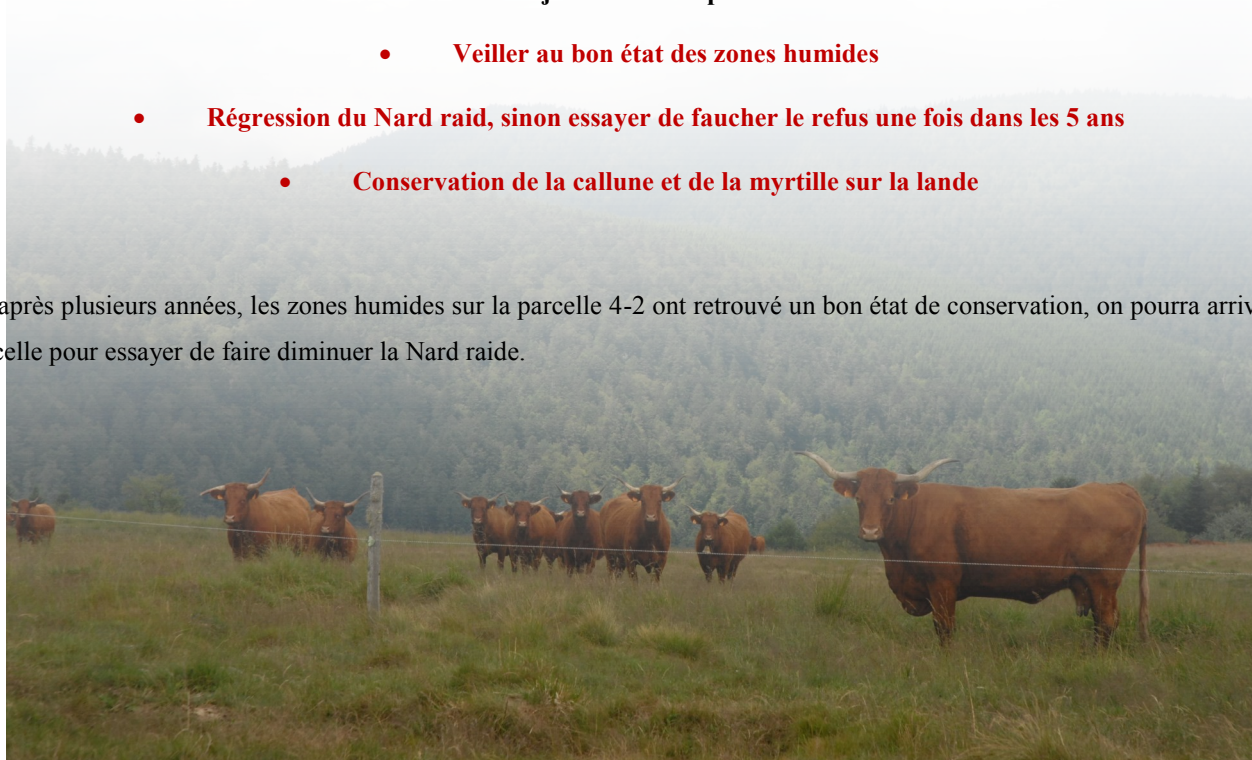 • Veiller au bon état des zones humides
• Régression du Nard raid, sinon essayer de faucher le refus une fois dans les 5 ans
• Conservation de la callune et de la myrtille sur la lande
après plusieurs années, les zones humides sur la parcelle 4-2 ont retrouvé un bon état de conservation, on pourra
pour essayer de faire diminuer la Nard raide.